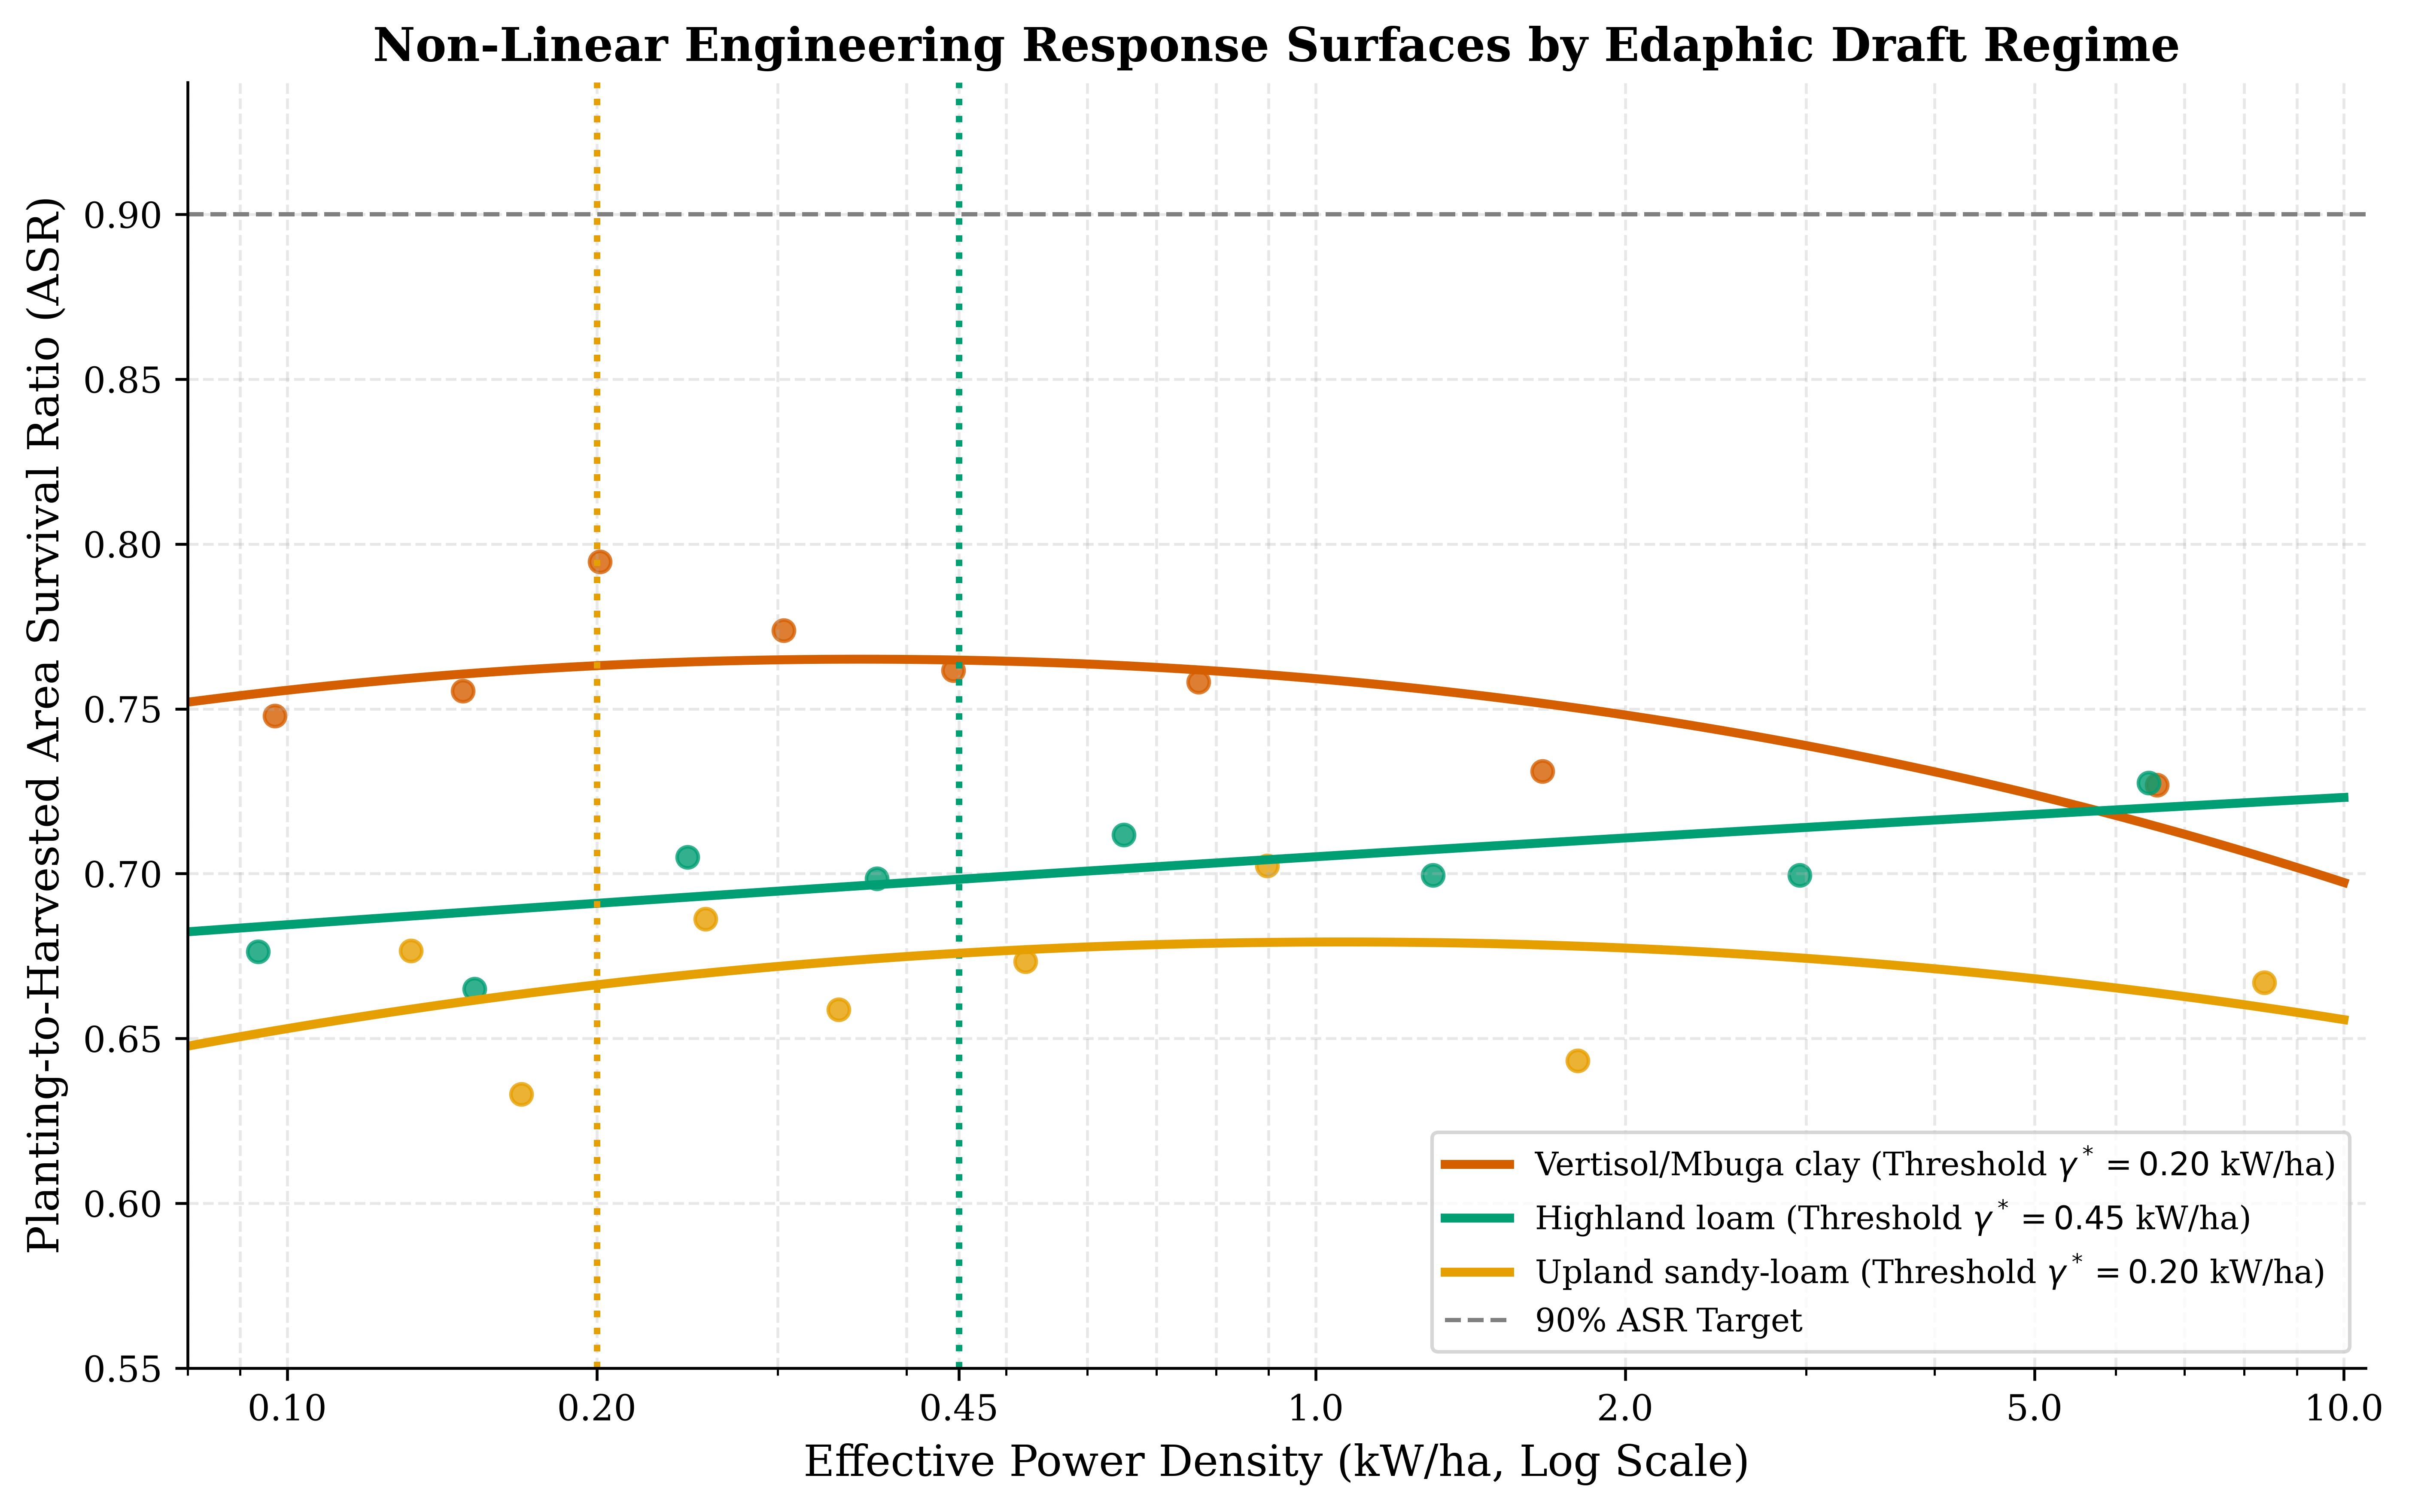 Non-Linear Engineering Response Surfaces by Edaphic Draft Regime
Planting-to-Harvested Area Survival Ratio (ASR)
0.90
0.85
0.80
0.75
0.70
0.65
0.60
0.55
Vertisol/Mbuga clay (Threshold γ* = 0.20 kW/ha)
Highland loam (Threshold γ* = 0.45 kW/ha)
Upland sandy-loam (Threshold γ* = 0.20 kW/ha)
90% ASR Target
0.10 0.20 0.45 1.0 2.0 5.0 10.0
Effective Power Density (kW/ha, Log Scale)